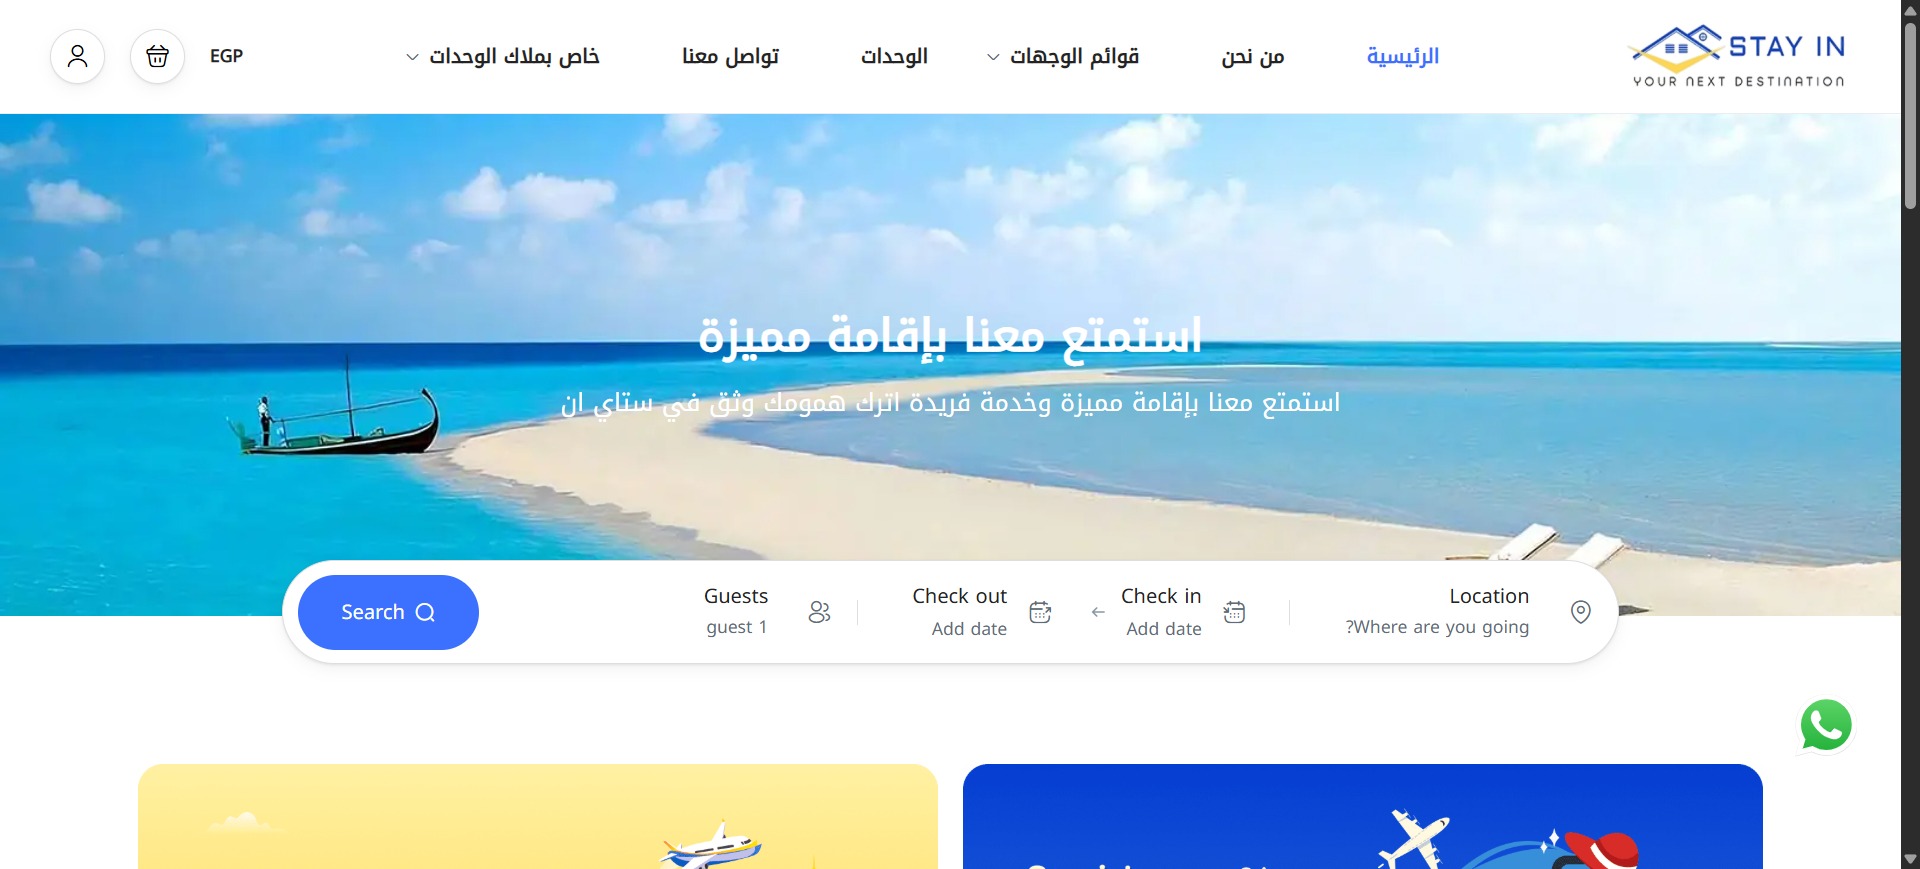 STAY IN
YOUR NEXT DESTINATION
الرئيسية
من نحن
قوائم الوجهات
الوحدات
تواصل معنا
خاص بملاك الوحدات
EGP
استمتع معنا بإقامة مميزة
استمتع معنا بإقامة مميزة وخدمة فريدة اترك همومك وثق في ستاي ان
Location
?Where are you going
Check in
Add date
Check out
Add date
Guests
guest 1
Search